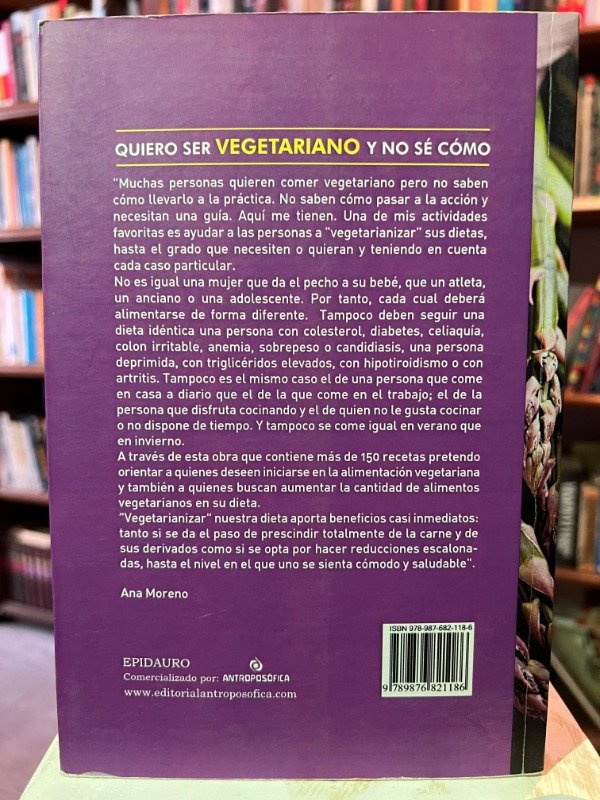 QUIERO SER VEGETARIANO Y NO SÉ CÓMO
"Muchas personas quieren comer vegetariano pero no saben
cómo llevarlo a la práctica. No saben cómo pasar a la acción y
necesitan una guía. Aquí me tienen. Una de mis actividades
favoritas es ayudar a las personas a "vegetarianizar" sus dietas,
hasta el grado que necesiten o quieran y teniendo en cuenta
cada caso particular.
No es igual una mujer que da el pecho a su bebé, que un atleta,
un anciano o una adolescente. Por tanto, cada cual deberá
alimentarse de forma diferente. Tampoco deben seguir una
dieta idéntica una persona con colesterol, diabetes, celiaquía,
colon irritable, anemia, sobrepeso o candidiasis, una persona
deprimida, con triglicéridos elevados, con hipotiroidismo o con
artritis. Tampoco es el mismo caso el de una persona que come
en casa a diario que el de la que come en el trabajo; el de la
persona que disfruta cocinando y el de quien no le gusta cocinar
o no dispone de tiempo. Y tampoco se come igual en verano que
en invierno.
A través de esta obra que contiene más de 150 recetas pretendo
orientar a quienes deseen iniciarse en la alimentación vegetariana
y también a quienes buscan aumentar la cantidad de alimentos
vegetarianos en su dieta.
"Vegetarianizar" nuestra dieta aporta beneficios casi inmediatos:
tanto si se da el paso de prescindir totalmente de la carne y de
sus derivados como si se opta por hacer reducciones escalona-
das, hasta el nivel en el que uno se sienta cómodo y saludable".
Ana Moreno
ISBN 978-987-682-118-6
9 789876 821186
EPIDAURO
Comercializado por: ANTROPOSÓFICA
www.editorialantroposofica.com